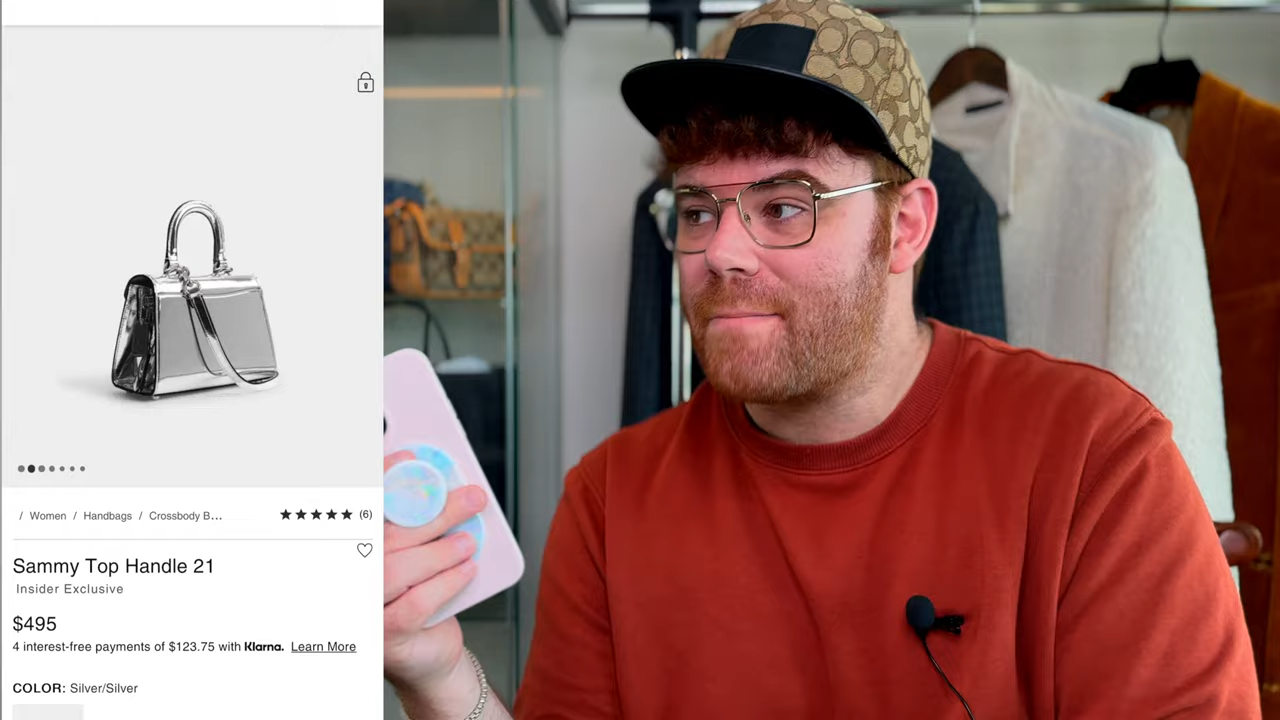 / Women / Handbags / Crossbody B...
★★★★★ (6)
Sammy Top Handle 21
Insider Exclusive
$495
4 interest-free payments of $123.75 with Klarna. Learn More
COLOR: Silver/Silver